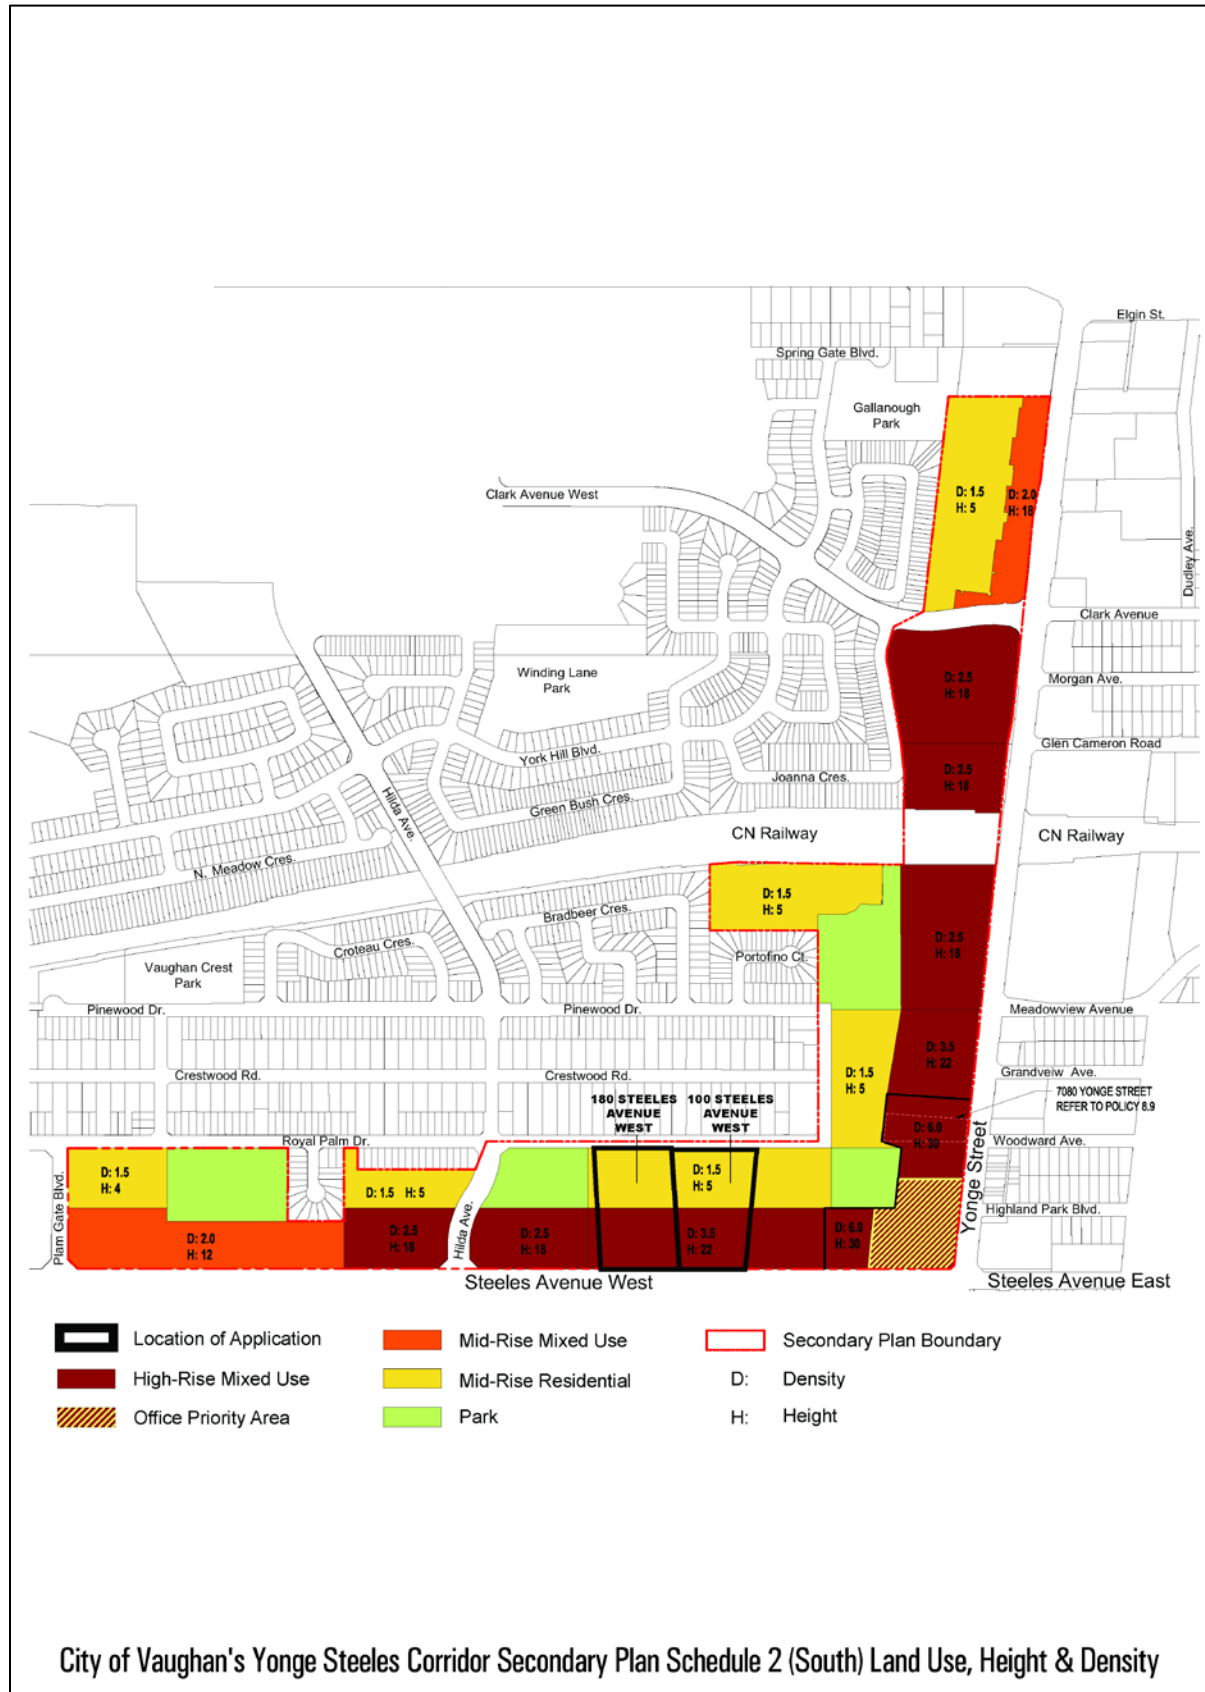 Elgin St.
Spring Gate Blvd.
Gallanough
Park
Clark Avenue West
D: 1.5
H: 5
D: 2.0
H: 18
Dudley Ave.
Clark Avenue
Winding Lane
Park
D: 2.5
H: 18
Morgan Ave.
Glen Cameron Road
York Hill Blvd.
Joanna Cres.
D: 2.5
H: 18
Green Bush Cres.
Hilda Ave.
CN Railway
CN Railway
N. Meadow Cres.
D: 1.5
H: 5
Bradbeer Cres.
Croteau Cres.
D: 2.5
H: 18
Portofino Ct.
Vaughan Crest
Park
Pinewood Dr.
Pinewood Dr.
Meadowview Avenue
D: 3.5
H: 22
Crestwood Rd.
Crestwood Rd.
D: 1.5
H: 5
Grandveiw Ave.
180 STEELES
AVENUE
WEST
100 STEELES
AVENUE
WEST
7080 YONGE STREET
REFER TO POLICY 8.9
D: 6.0
H: 30
Woodward Ave.
Royal Palm Dr.
D: 1.5
H: 4
D: 1.5 H: 5
D: 1.5
H: 5
Yonge Street
Highland Park Blvd.
Plam Gate Blvd.
D: 2.0
H: 12
D: 2.5
H: 18
Hilda Ave.
D: 2.5
H: 18
D: 3.5
H: 22
D: 6.0
H: 30
Steeles Avenue West
Steeles Avenue East
Location of Application
Mid-Rise Mixed Use
Secondary Plan Boundary
High-Rise Mixed Use
Mid-Rise Residential
D: Density
Office Priority Area
Park
H: Height
City of Vaughan's Yonge Steeles Corridor Secondary Plan Schedule 2 (South) Land Use, Height & Density